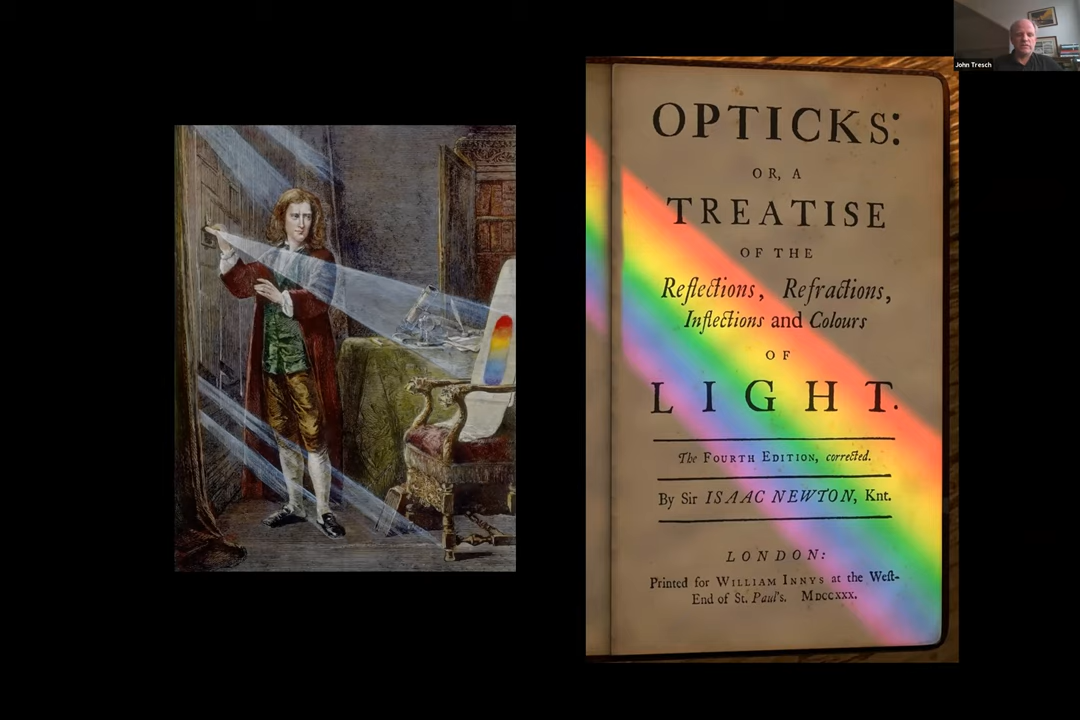 John Tresch
OPTICKS:
OR, A
TREATISE
OF THE
Reflections, Refractions,
Inflections and Colours
OF
LIGHT.
The FOURTH EDITION, corrected.
By Sir ISAAC NEWTON, Knt.
LONDON:
Printed for WILLIAM INNYS at the Weſt-
End of St. Paul's. MDCCXXX.